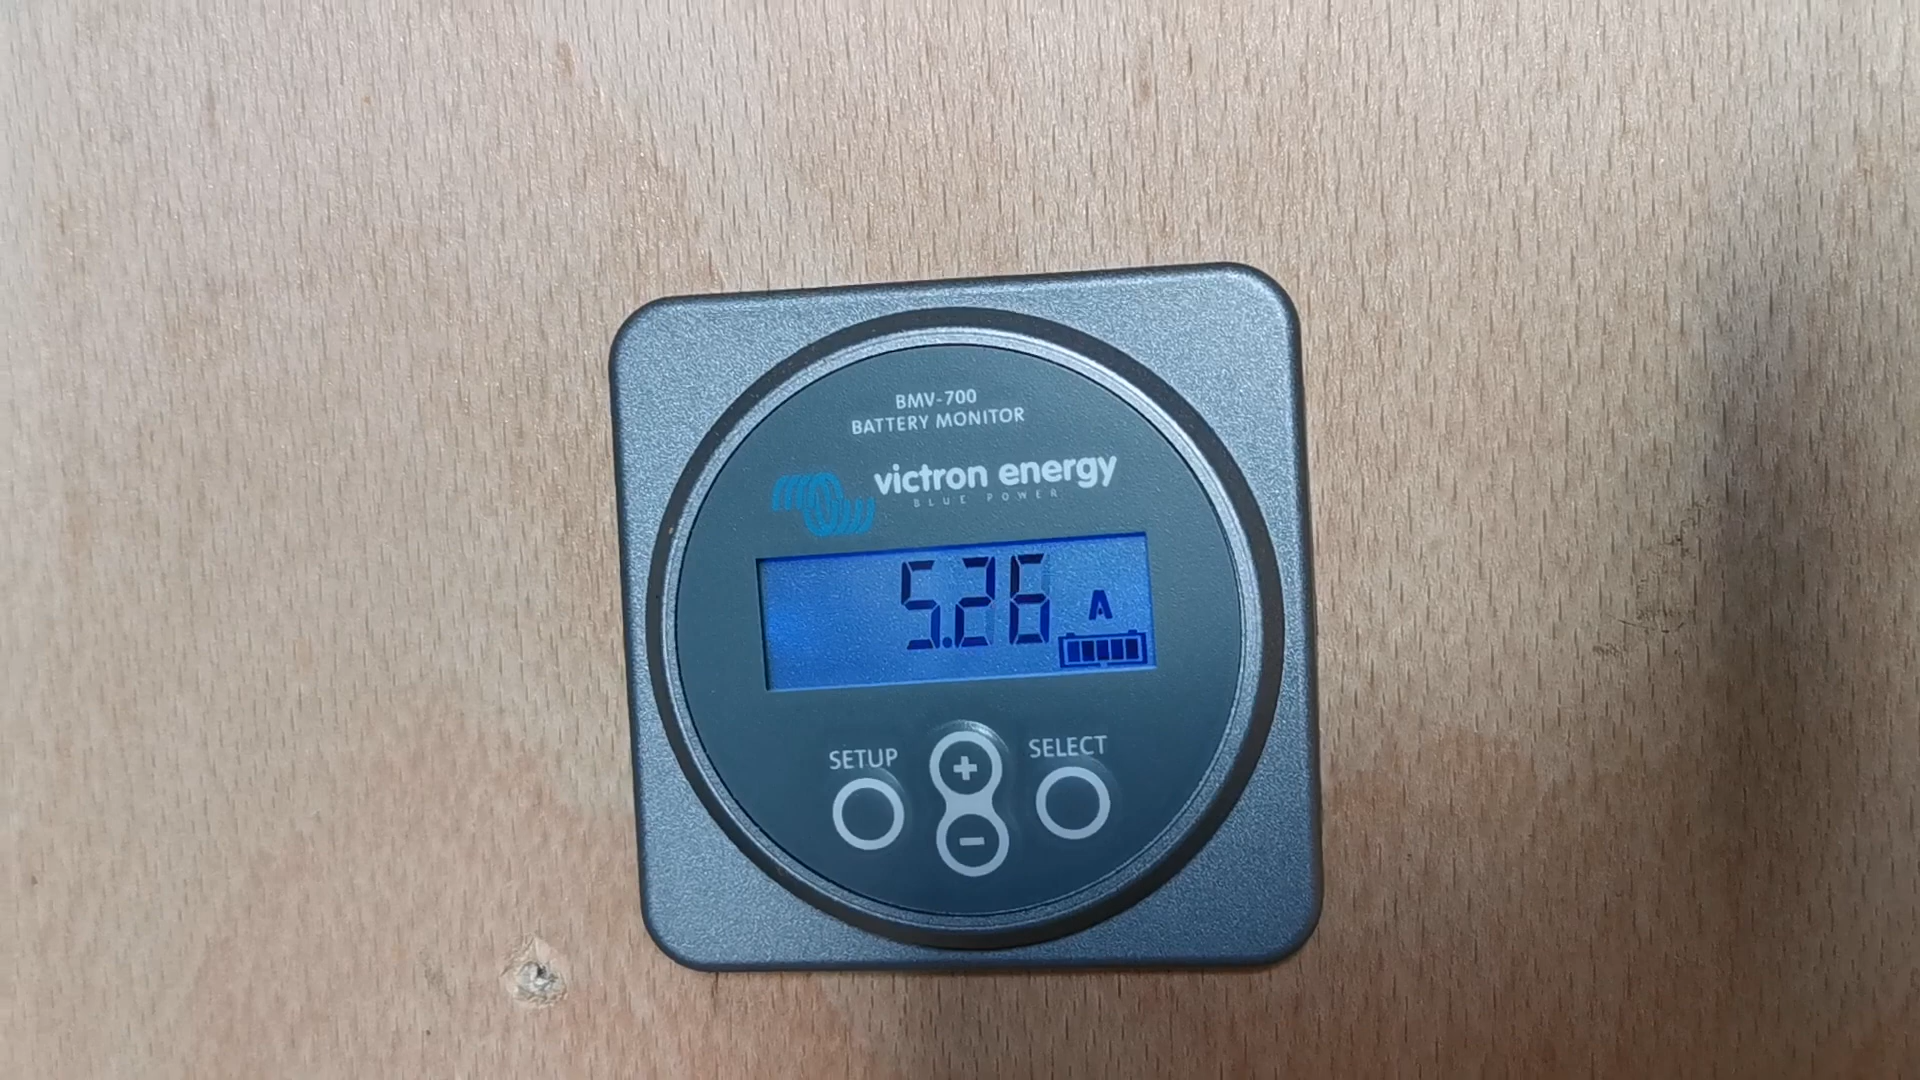 BMV-700
BATTERY MONITOR
victron energy
BLUE POWER
5.26 A
SETUP
+
SELECT
-